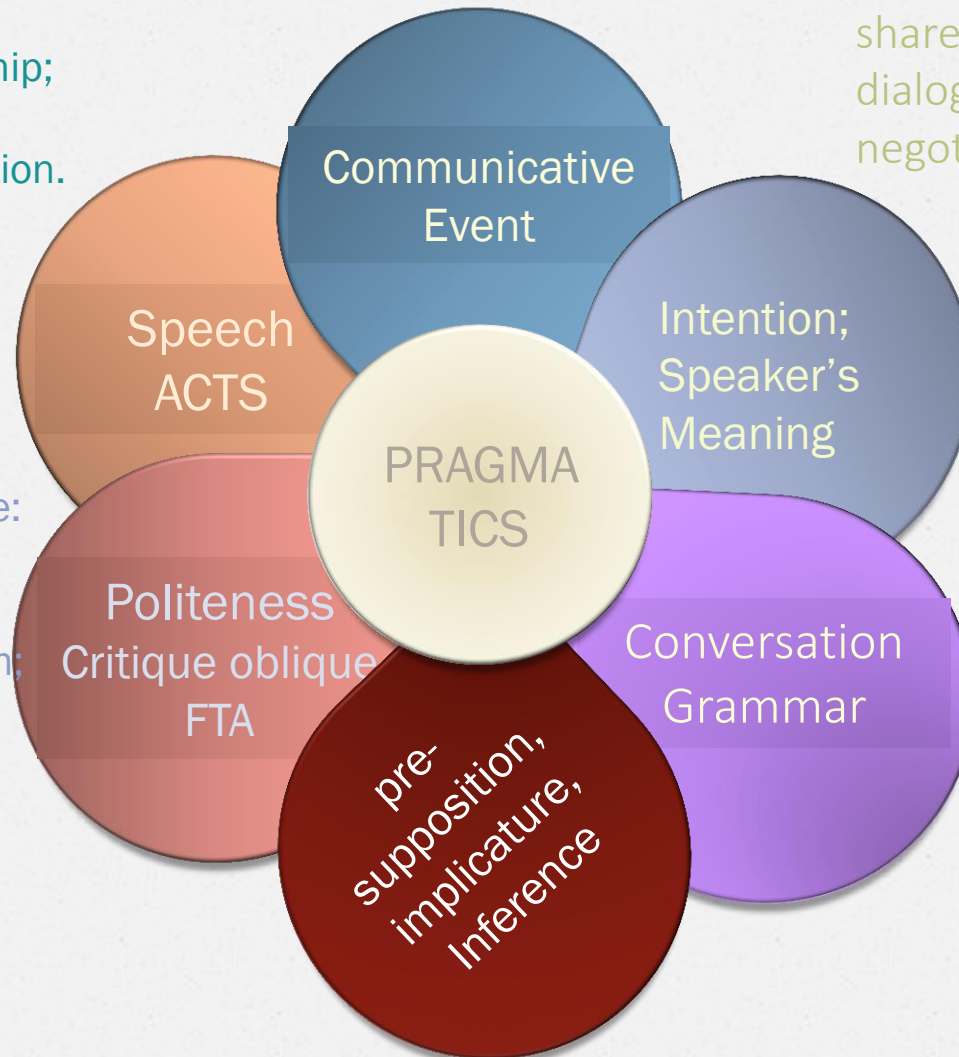 Communicative
Event
Speech
ACTS
Intention;
Speaker's
Meaning
PRAGMA
TICS
Politeness
Critique oblique
FTA
Conversation
Grammar
pre-
supposition,
implicature,
Inference